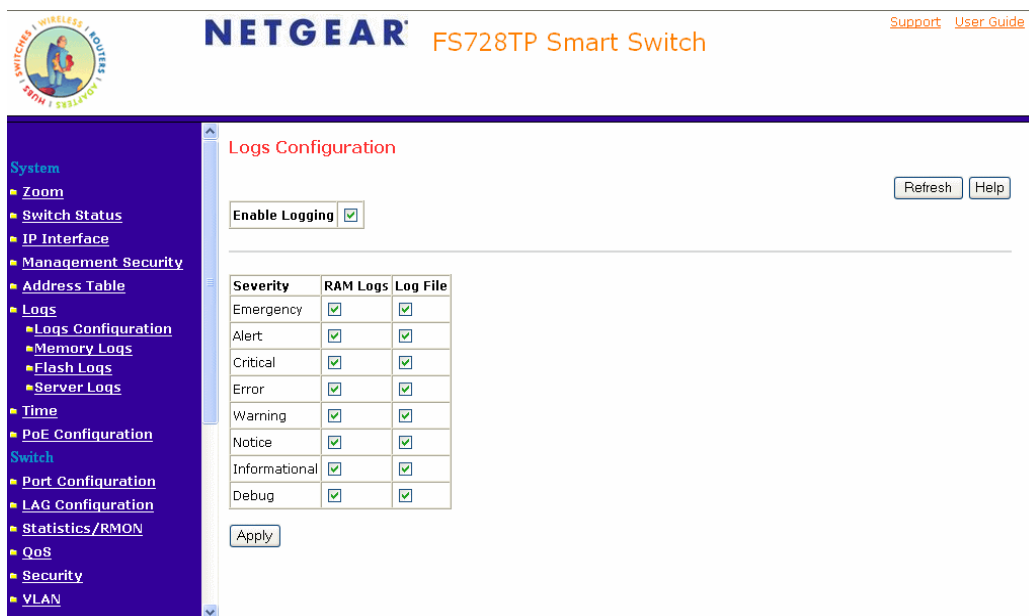 SWITCHES | WIRELESS | ROUTERS | ADAPTERS | HUBS |
NETGEAR® FS728TP Smart Switch
Support User Guide
System
Zoom
Switch Status
IP Interface
Management Security
Address Table
Logs
Logs Configuration
Memory Logs
Flash Logs
Server Logs
Time
PoE Configuration
Switch
Port Configuration
LAG Configuration
Statistics/RMON
QoS
Security
VLAN
Logs Configuration
Refresh Help
Enable Logging
Severity RAM Logs Log File
Emergency
Alert
Critical
Error
Warning
Notice
Informational
Debug
Apply